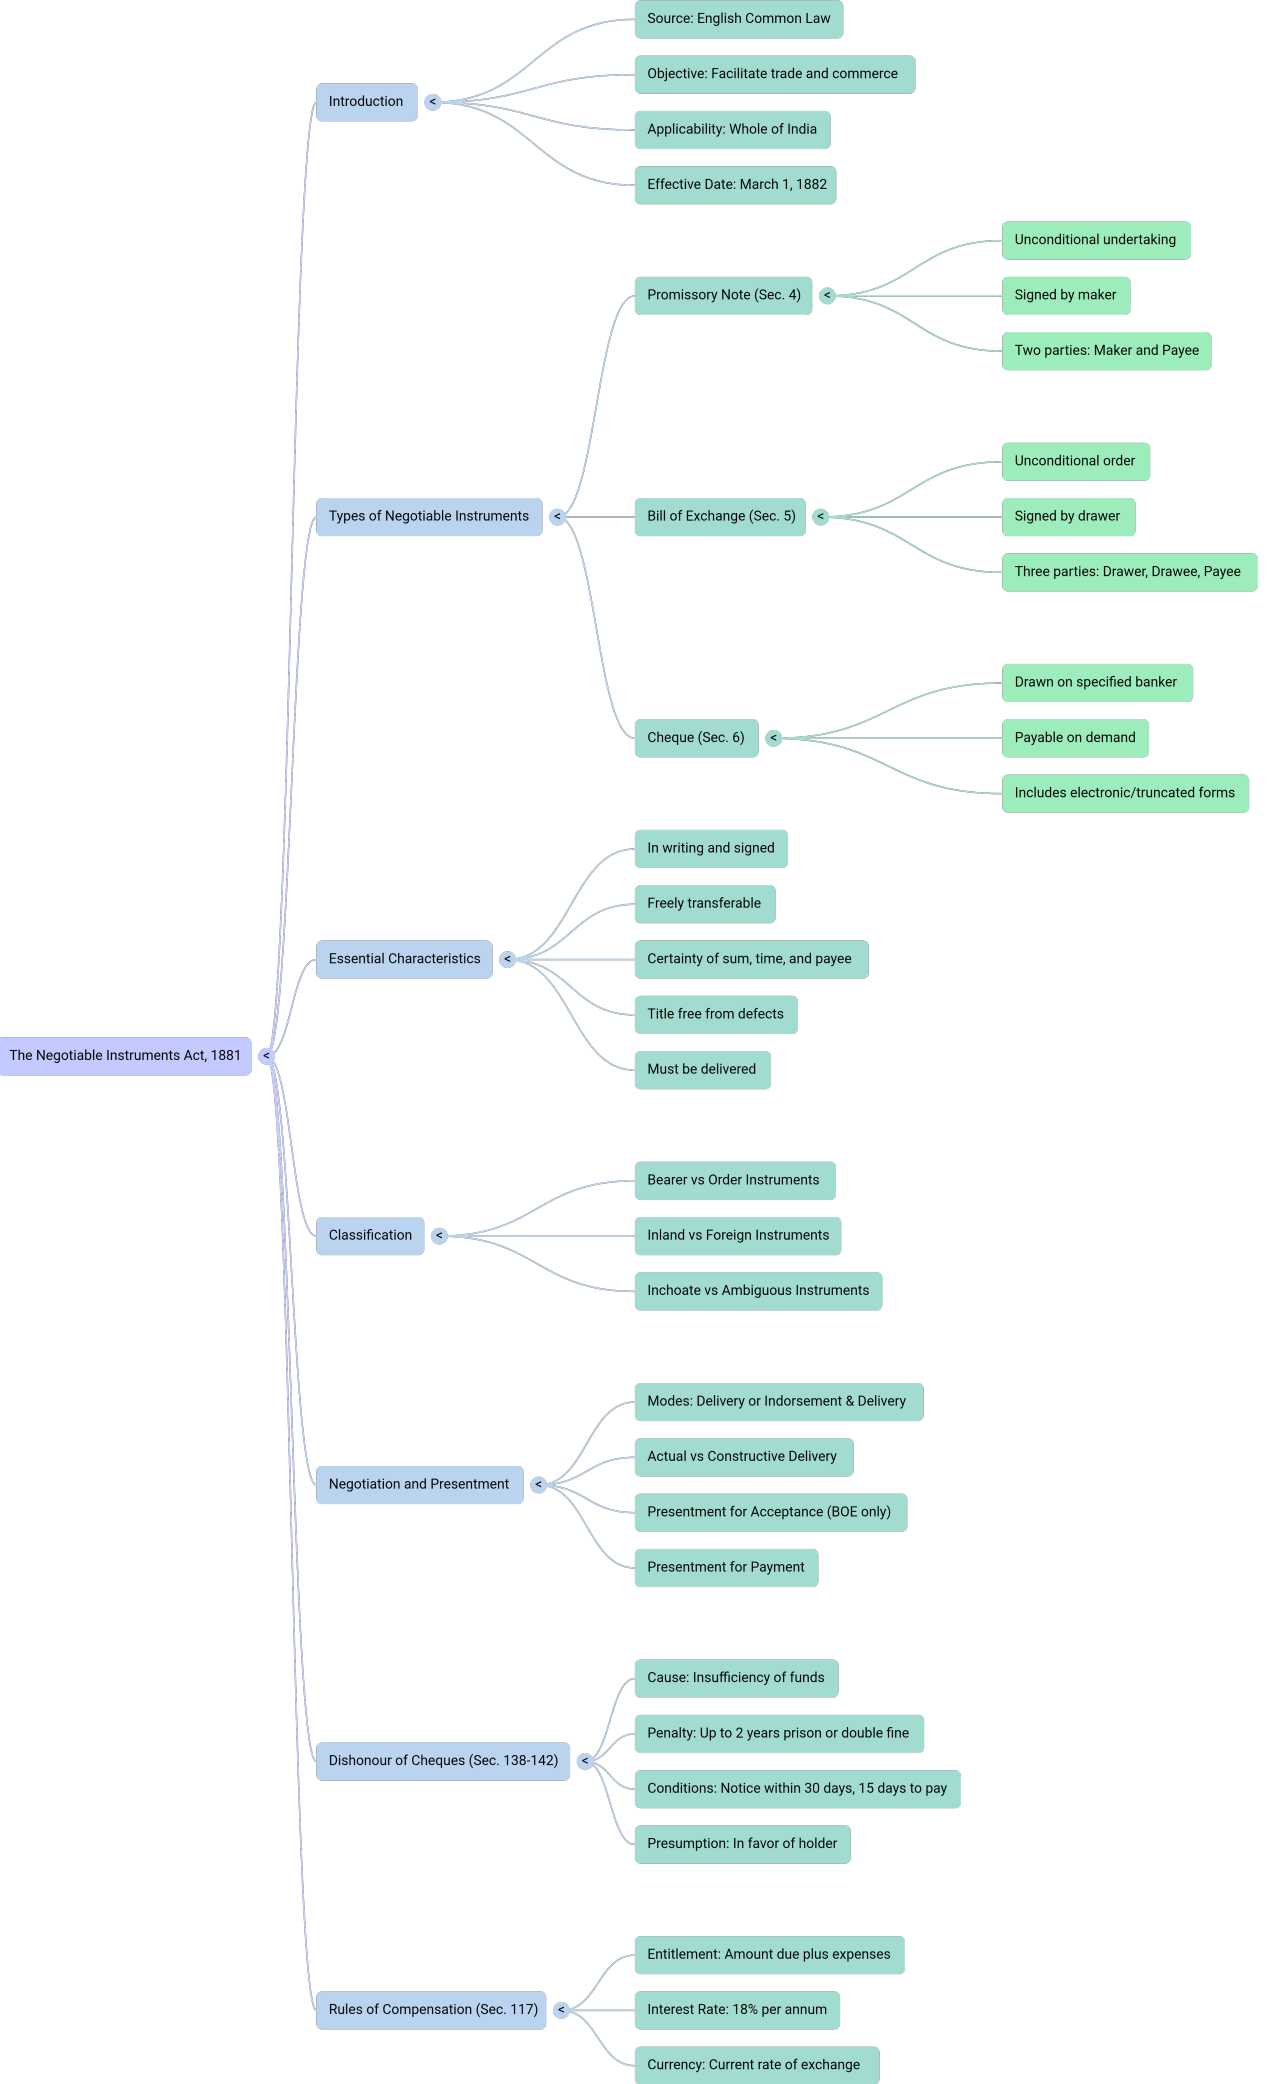 The Negotiable Instruments Act, 1881
<
Introduction
<
Source: English Common Law
Objective: Facilitate trade and commerce
Applicability: Whole of India
Effective Date: March 1, 1882
Types of Negotiable Instruments
<
Promissory Note (Sec. 4)
<
Unconditional undertaking
Signed by maker
Two parties: Maker and Payee
Bill of Exchange (Sec. 5)
<
Unconditional order
Signed by drawer
Three parties: Drawer, Drawee, Payee
Cheque (Sec. 6)
<
Drawn on specified banker
Payable on demand
Includes electronic/truncated forms
Essential Characteristics
<
In writing and signed
Freely transferable
Certainty of sum, time, and payee
Title free from defects
Must be delivered
Classification
<
Bearer vs Order Instruments
Inland vs Foreign Instruments
Inchoate vs Ambiguous Instruments
Negotiation and Presentment
<
Modes: Delivery or Indorsement & Delivery
Actual vs Constructive Delivery
Presentment for Acceptance (BOE only)
Presentment for Payment
Dishonour of Cheques (Sec. 138-142)
<
Cause: Insufficiency of funds
Penalty: Up to 2 years prison or double fine
Conditions: Notice within 30 days, 15 days to pay
Presumption: In favor of holder
Rules of Compensation (Sec. 117)
<
Entitlement: Amount due plus expenses
Interest Rate: 18% per annum
Currency: Current rate of exchange